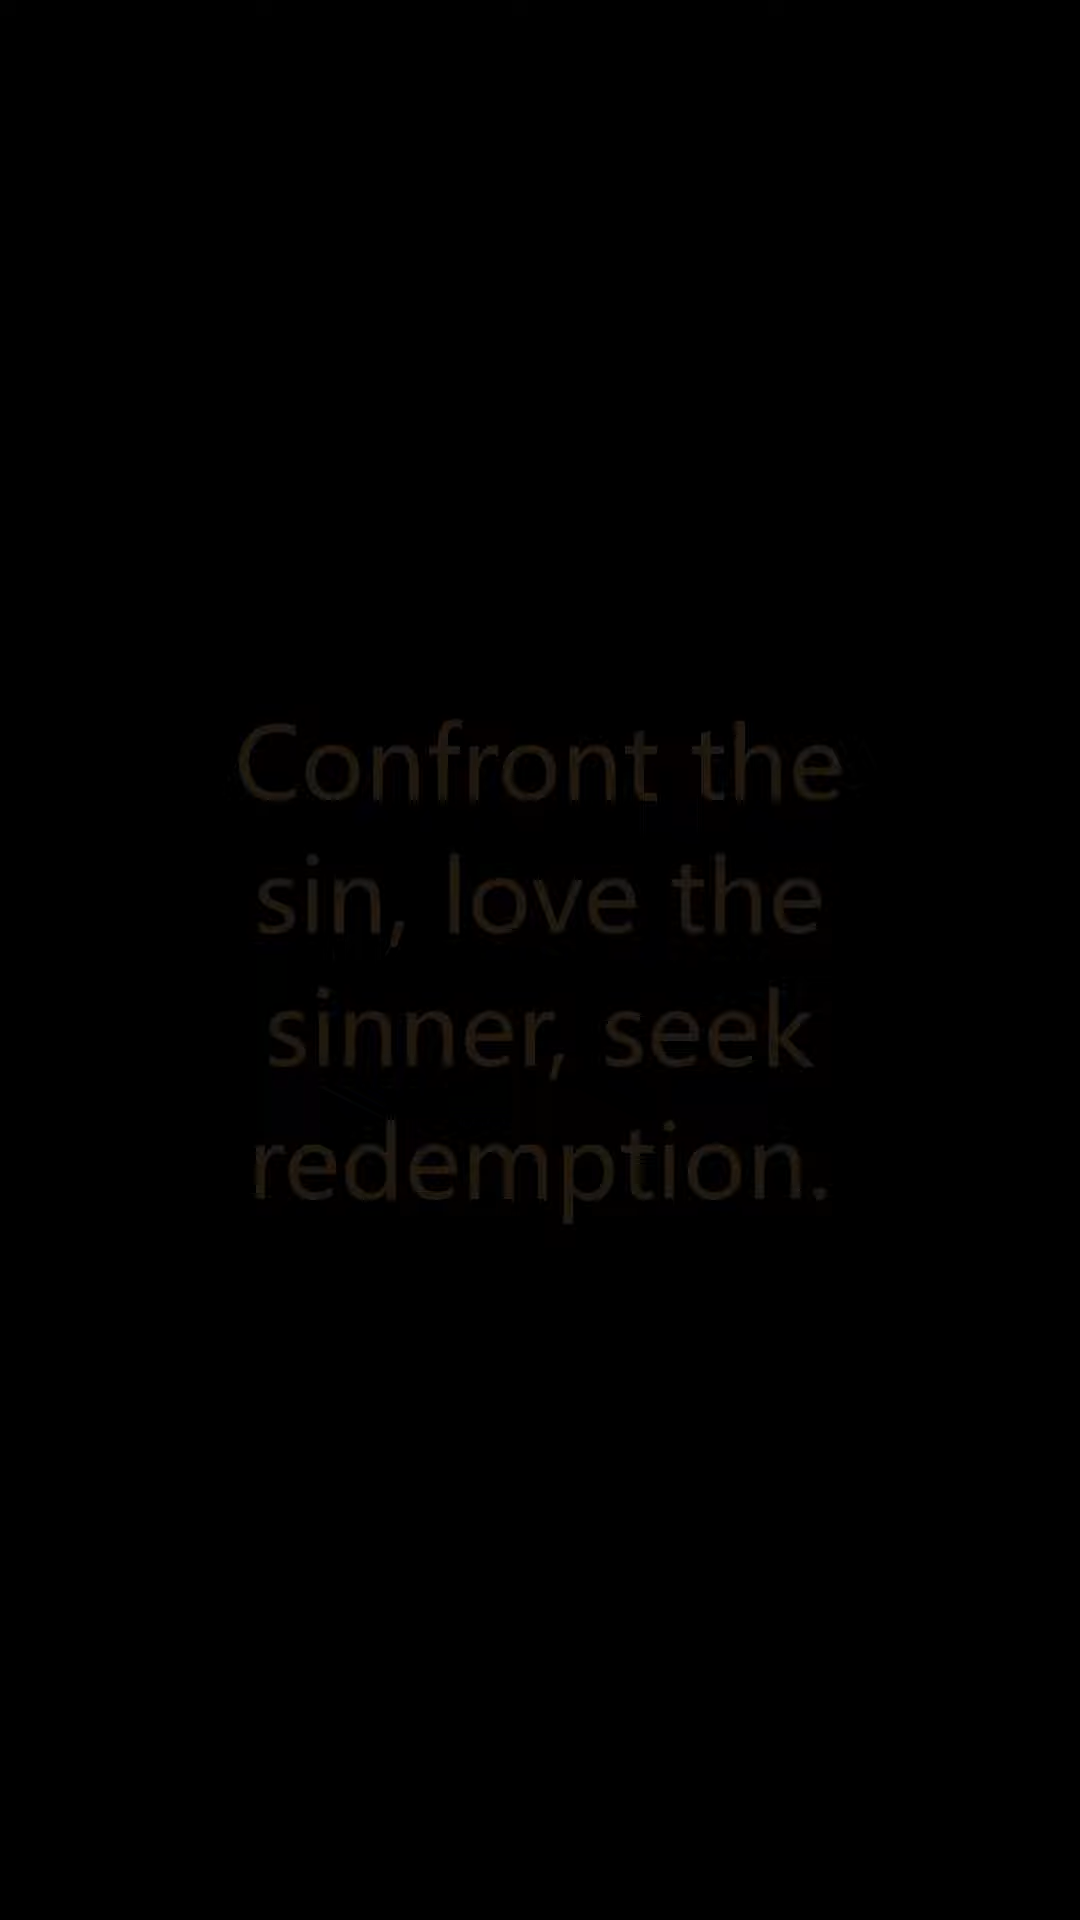 Confront the
sin, love the
sinner, seek
redemption.